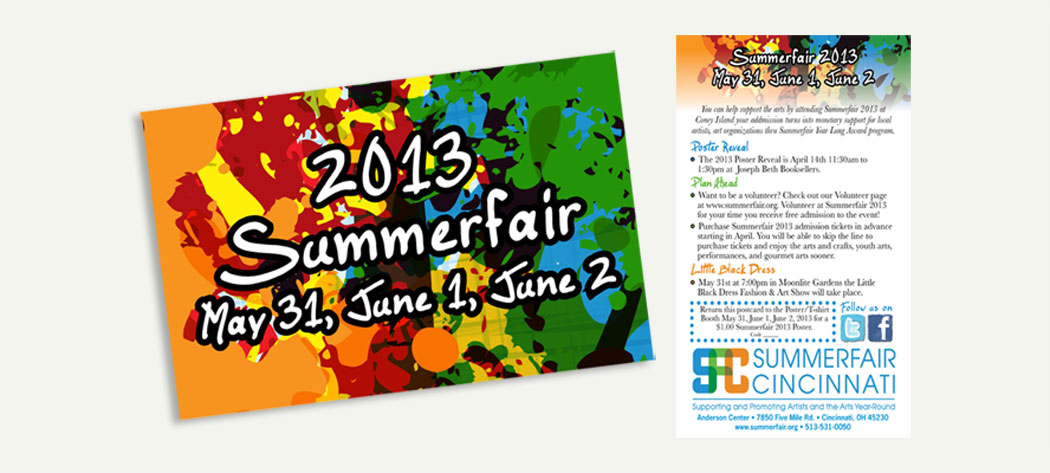 2013
Summerfair
May 31, June 1, June 2
Summerfair 2013
May 31, June 1, June 2
You can help support the arts by attending Summerfair 2013 at
Coney Island your addmission turns into monetary support for local
artists, art organizations thru Summerfair Year Long Award program.
Poster Reveal
• The 2013 Poster Reveal is April 14th 11:30am to
1:30pm at Joseph Beth Booksellers.
Plan Ahead
• Want to be a volunteer? Check out our Volunteer page
at www.summerfair.org. Volunteer at Summerfair 2013
for your time you receive free admission to the event!
• Purchase Summerfair 2013 admission tickets in advance
starting in April. You will be able to skip the line to
purchase tickets and enjoy the arts and crafts, youth arts,
performances, and gourmet arts sooner.
Little Black Dress
• May 31st at 7:00pm in Moonlite Gardens the Little
Black Dress Fashion & Art Show will take place.
Return this postcard to the Poster/T-shirt
Booth May 31, June 1, June 2, 2013 for a
$1.00 Summerfair 2013 Poster.
Code ____
Follow us on
t f
SFC SUMMERFAIR
CINCINNATI
Supporting and Promoting Artists and the Arts Year-Round
Anderson Center • 7850 Five Mile Rd. • Cincinnati, OH 45230
www.summerfair.org • 513-531-0050